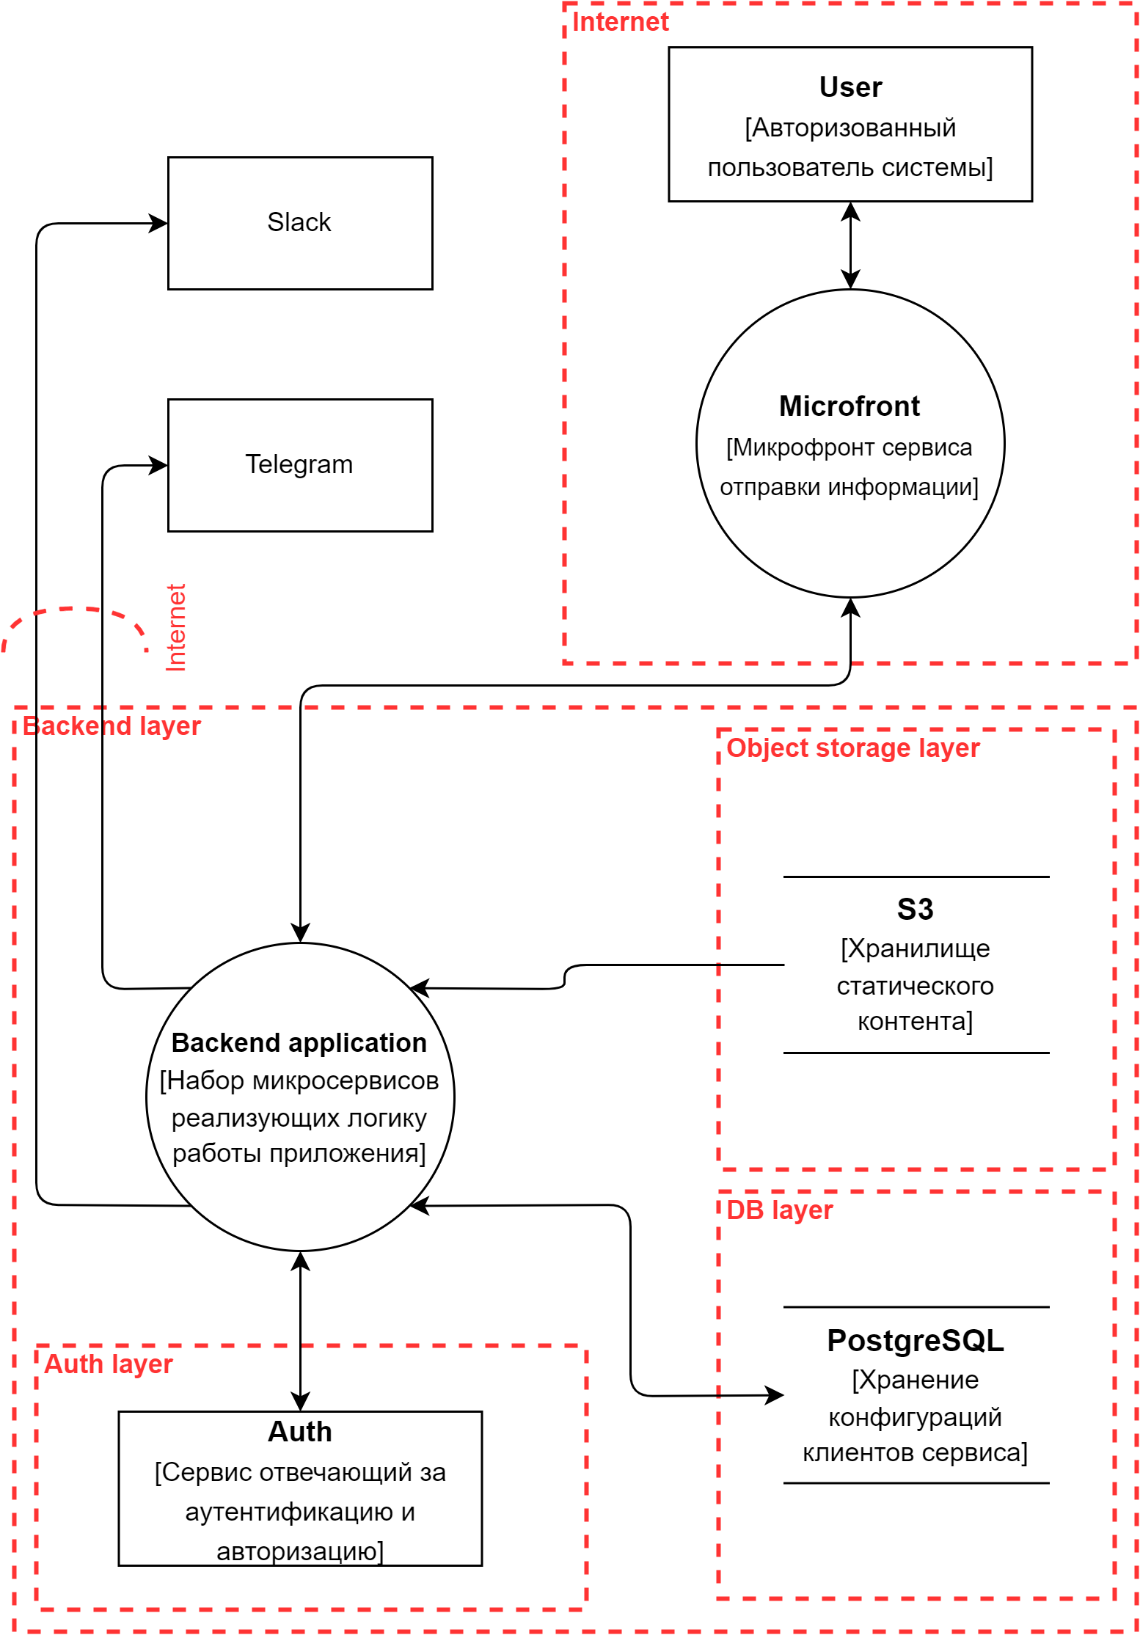 Internet
User
[Авторизованный
пользователь системы]
Slack
Microfront
[Микрофронт сервиса
отправки информации]
Telegram
Internet
Backend layer
Object storage layer
S3
[Хранилище
статического
контента]
Backend application
[Набор микросервисов
реализующих логику
работы приложения]
DB layer
PostgreSQL
[Хранение
конфигураций
клиентов сервиса]
Auth layer
Auth
[Сервис отвечающий за
аутентификацию и
авторизацию]